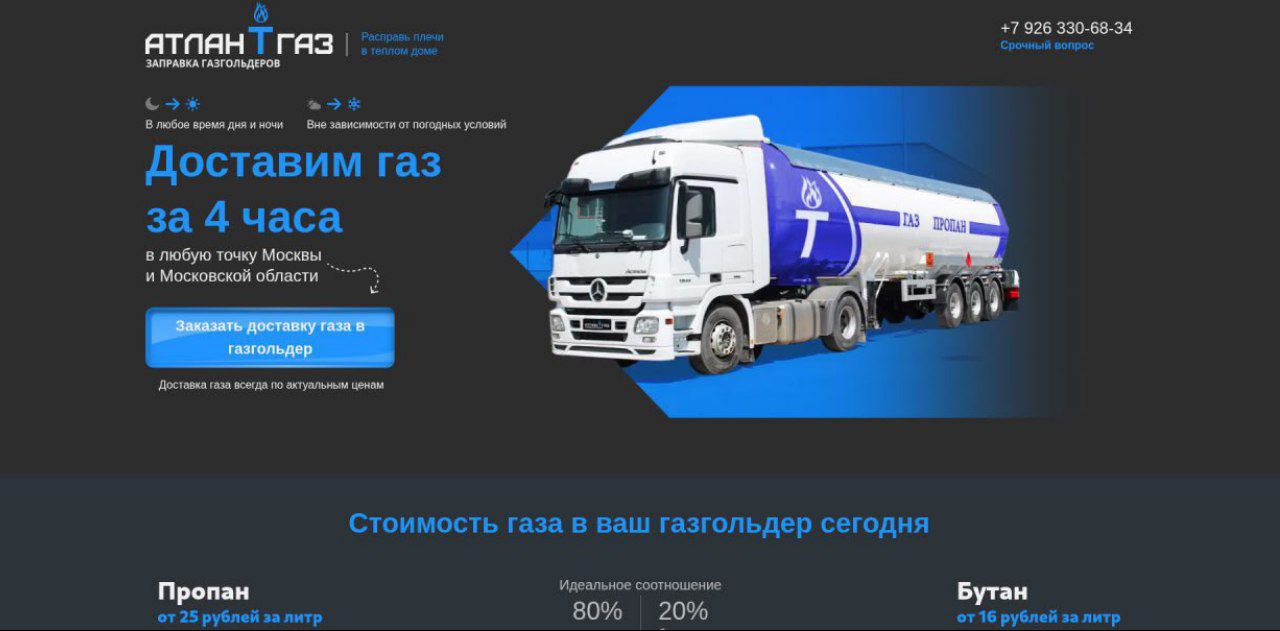 АТЛАНТГАЗ
ЗАПРАВКА ГАЗГОЛЬДЕРОВ
Расправь плечи
в теплом доме
+7 926 330-68-34
Срочный вопрос
В любое время дня и ночи
Вне зависимости от погодных условий
Доставим газ
за 4 часа
в любую точку Москвы
и Московской области
Заказать доставку газа в
газгольдер
Доставка газа всегда по актуальным ценам
Т
ГАЗ ПРОПАН
АТЛАНТГАЗ
Стоимость газа в ваш газгольдер сегодня
Пропан
от 25 рублей за литр
Идеальное соотношение
80% 20%
Бутан
от 16 рублей за литр